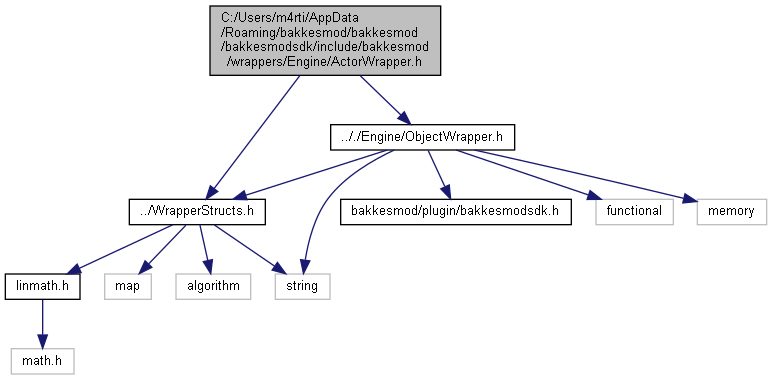 C:/Users/m4rti/AppData
/Roaming/bakkesmod/bakkesmod
/bakkesmodsdk/include/bakkesmod
/wrappers/Engine/ActorWrapper.h
.././Engine/ObjectWrapper.h
../WrapperStructs.h
bakkesmod/plugin/bakkesmodsdk.h
functional
memory
linmath.h
map
algorithm
string
math.h